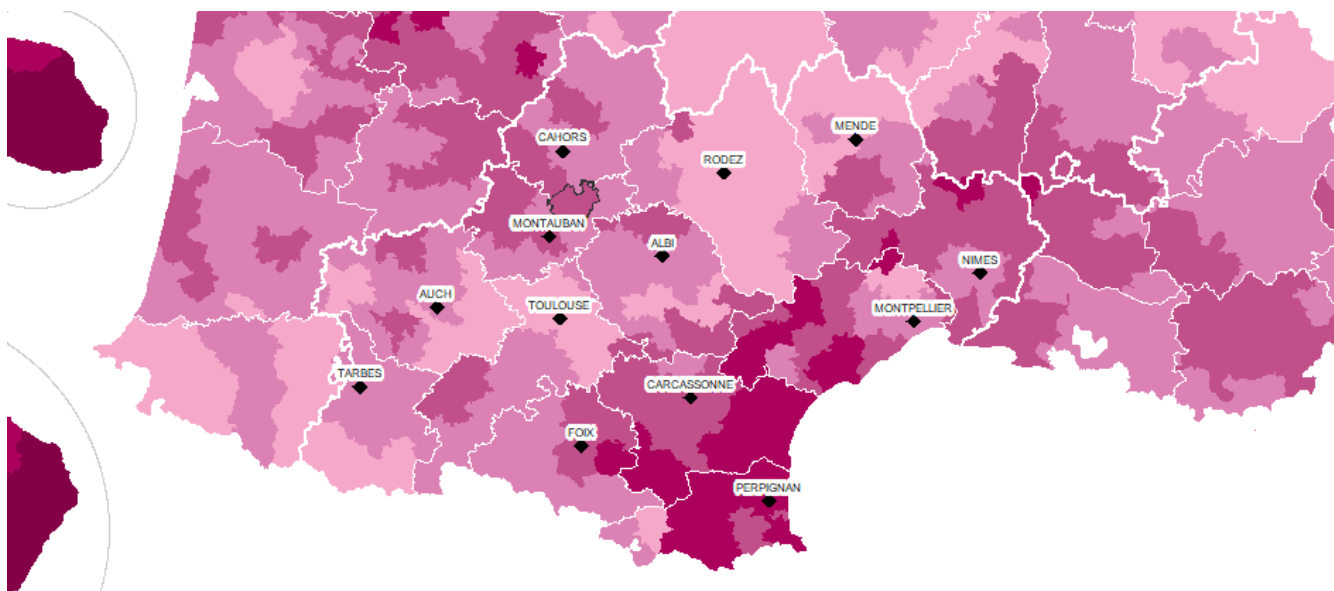 MENDE
CAHORS
RODEZ
MONTAUBAN
ALBI
NIMES
AUCH
TOULOUSE
MONTPELLIER
TARBES
CARCASSONNE
FOIX
PERPIGNAN